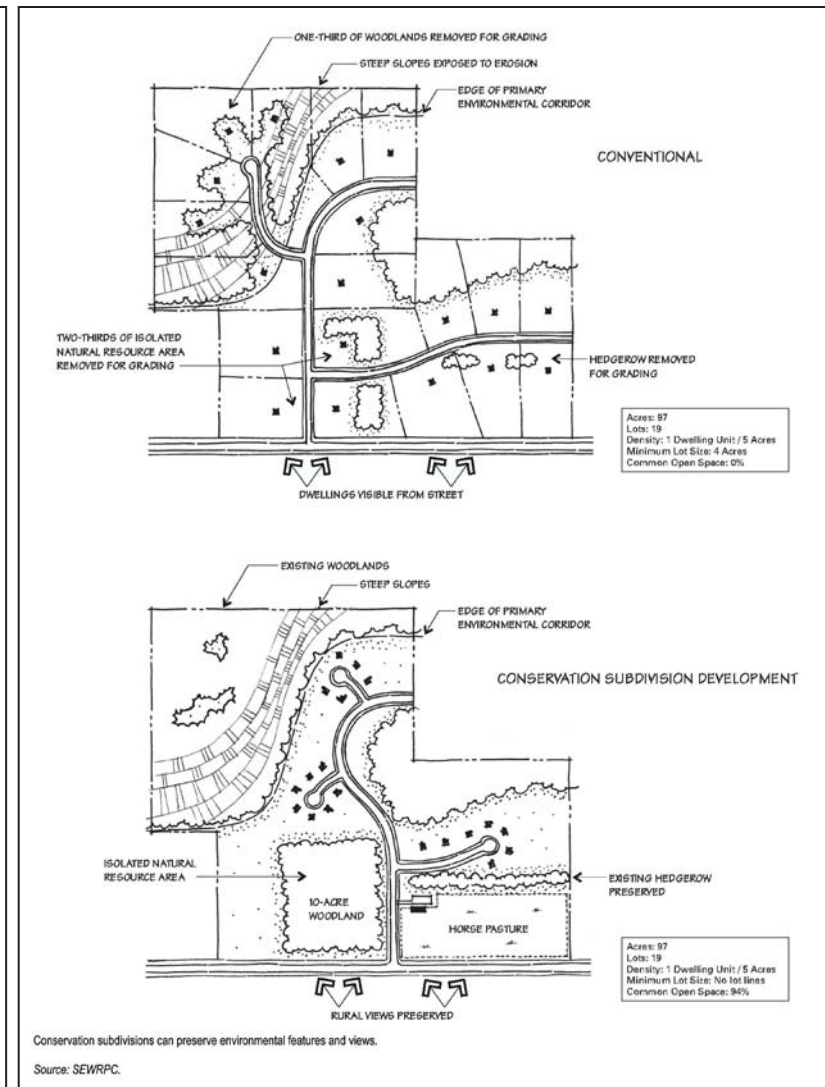 ONE-THIRD OF WOODLANDS REMOVED FOR GRADING
STEEP SLOPES EXPOSED TO EROSION
EDGE OF PRIMARY
ENVIRONMENTAL CORRIDOR
CONVENTIONAL
TWO-THIRDS OF ISOLATED
NATURAL RESOURCE AREA
REMOVED FOR GRADING
HEDGEROW REMOVED
FOR GRADING
Acres: 97
Lots: 19
Density: 1 Dwelling Unit / 5 Acres
Minimum Lot Size: 4 Acres
Common Open Space: 0%
DWELLINGS VISIBLE FROM STREET
EXISTING WOODLANDS
STEEP SLOPES
EDGE OF PRIMARY
ENVIRONMENTAL CORRIDOR
CONSERVATION SUBDIVISION DEVELOPMENT
ISOLATED NATURAL
RESOURCE AREA
10-ACRE
WOODLAND
EXISTING HEDGEROW
PRESERVED
HORSE PASTURE
Acres: 97
Lots: 19
Density: 1 Dwelling Unit / 5 Acres
Minimum Lot Size: No lot lines
Common Open Space: 94%
RURAL VIEWS PRESERVED
Conservation subdivisions can preserve environmental features and views.
Source: SEWRPC.